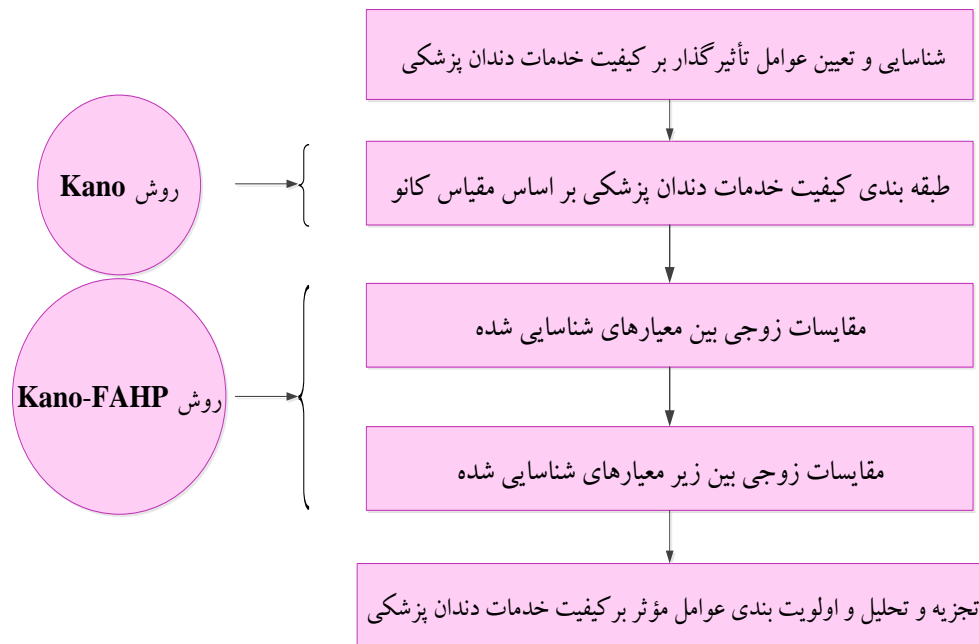 شناسایی و تعیین عوامل تأثیرگذار بر کیفیت خدمات دندان پزشکی
روش Kano
طبقه بندی کیفیت خدمات دندان پزشکی بر اساس مقیاس کانو
مقایسات زوجی بین معیارهای شناسایی شده
روش Kano-FAHP
مقایسات زوجی بین زیر معیارهای شناسایی شده
تجزیه و تحلیل و اولویت بندی عوامل مؤثر بر کیفیت خدمات دندان پزشکی